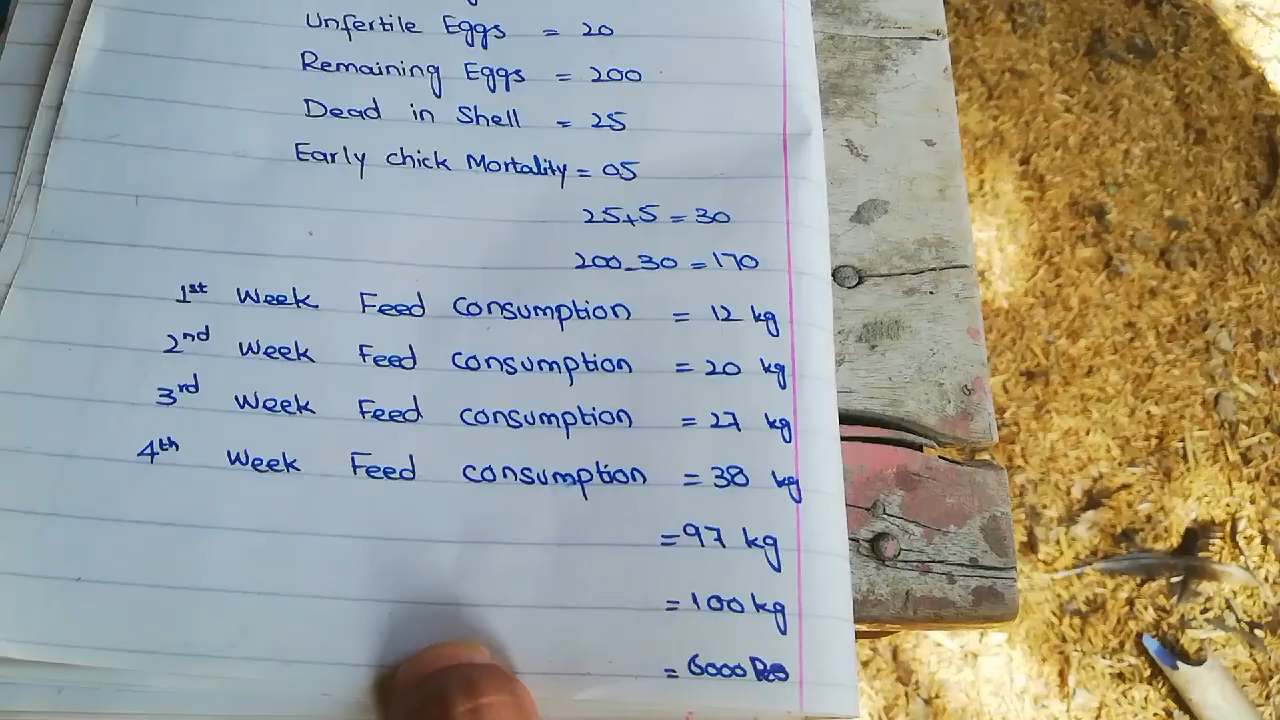 Unfertile Eggs = 20
Remaining Eggs = 200
Dead in Shell = 25
Early chick Mortality = 05
25+5 = 30
200-30 = 170
1st Week Feed Consumption = 12 kg
2nd Week Feed Consumption = 20 kg
3rd Week Feed consumption = 27 kg
4th Week Feed consumption = 38 kg
= 97 kg
= 100 kg
= 6000